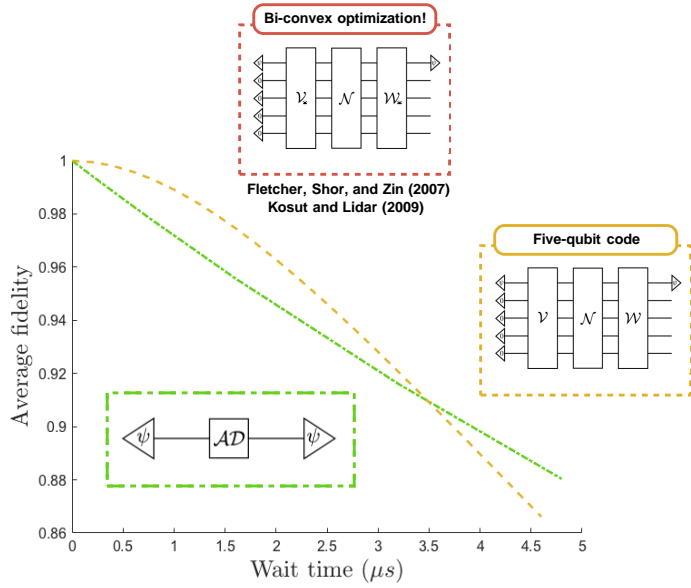 Bi-convex optimization!
𝒱* 𝒩 𝒲*
Fletcher, Shor, and Zin (2007)
Kosut and Lidar (2009)
Five-qubit code
𝒱 𝒩 𝒲
Average fidelity
1
0.98
0.96
0.94
0.92
0.9
0.88
0.86
ψ 𝒜𝒟 ψ
0 0.5 1 1.5 2 2.5 3 3.5 4 4.5 5
Wait time (μs)